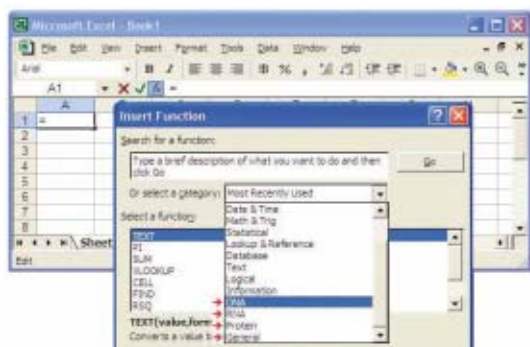 Microsoft Excel - Book1
File Edit View Insert Format Tools Data Window Help
Arial
A1 =
A
1 =
2
3
4
5
6
7
8
Insert Function
Search for a function:
Type a brief description of what you want to do and then
click Go
Go
Or select a category: Most Recently Used
Date & Time
Math & Trig
Statistical
Lookup & Reference
Database
Text
Logical
Information
DNA
RNA
Protein
General
Select a function:
TEXT
PI
SUM
VLOOKUP
CELL
FIND
RSQ
TEXT(value,form
Converts a value t
Sheet
Edit